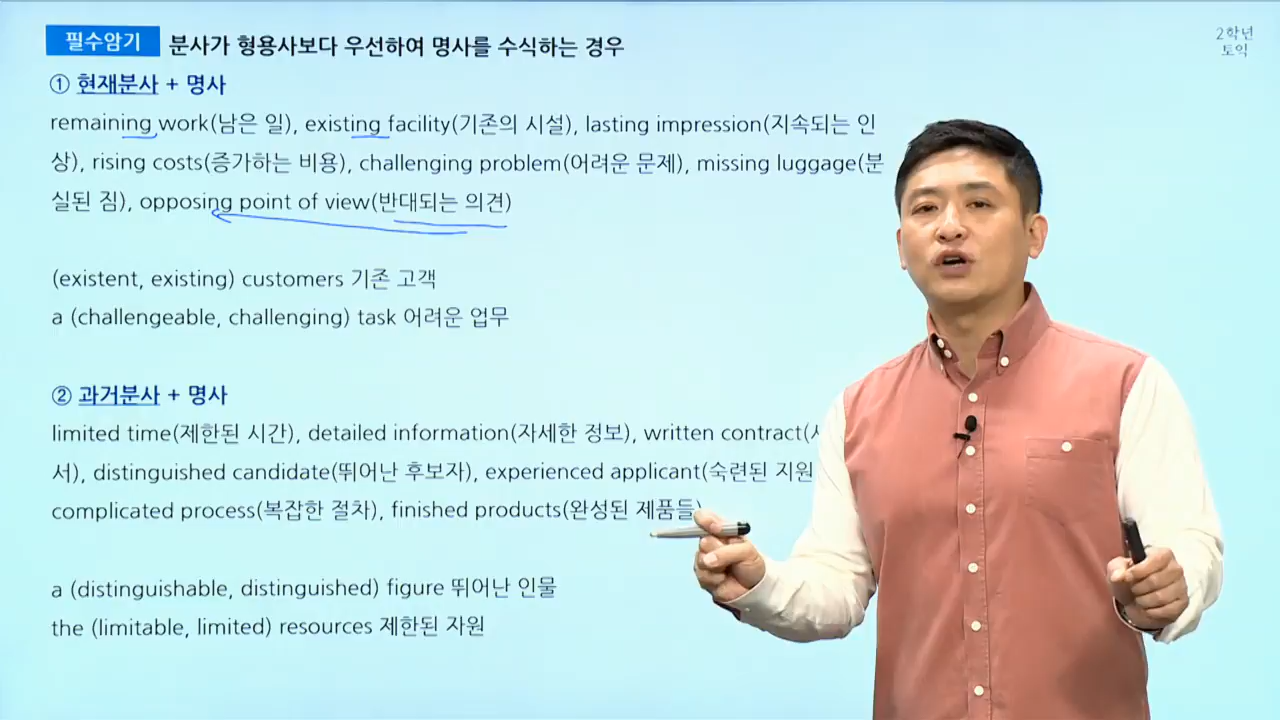 필수암기 분사가 형용사보다 우선하여 명사를 수식하는 경우
2학년
토익
① 현재분사 + 명사
remaining work(남은 일), existing facility(기존의 시설), lasting impression(지속되는 인
상), rising costs(증가하는 비용), challenging problem(어려운 문제), missing luggage(분
실된 짐), opposing point of view(반대되는 의견)
(existent, existing) customers 기존 고객
a (challengeable, challenging) task 어려운 업무
② 과거분사 + 명사
limited time(제한된 시간), detailed information(자세한 정보), written contract(
서), distinguished candidate(뛰어난 후보자), experienced applicant(숙련된 지원
complicated process(복잡한 절차), finished products(완성된 제품들)
a (distinguishable, distinguished) figure 뛰어난 인물
the (limitable, limited) resources 제한된 자원